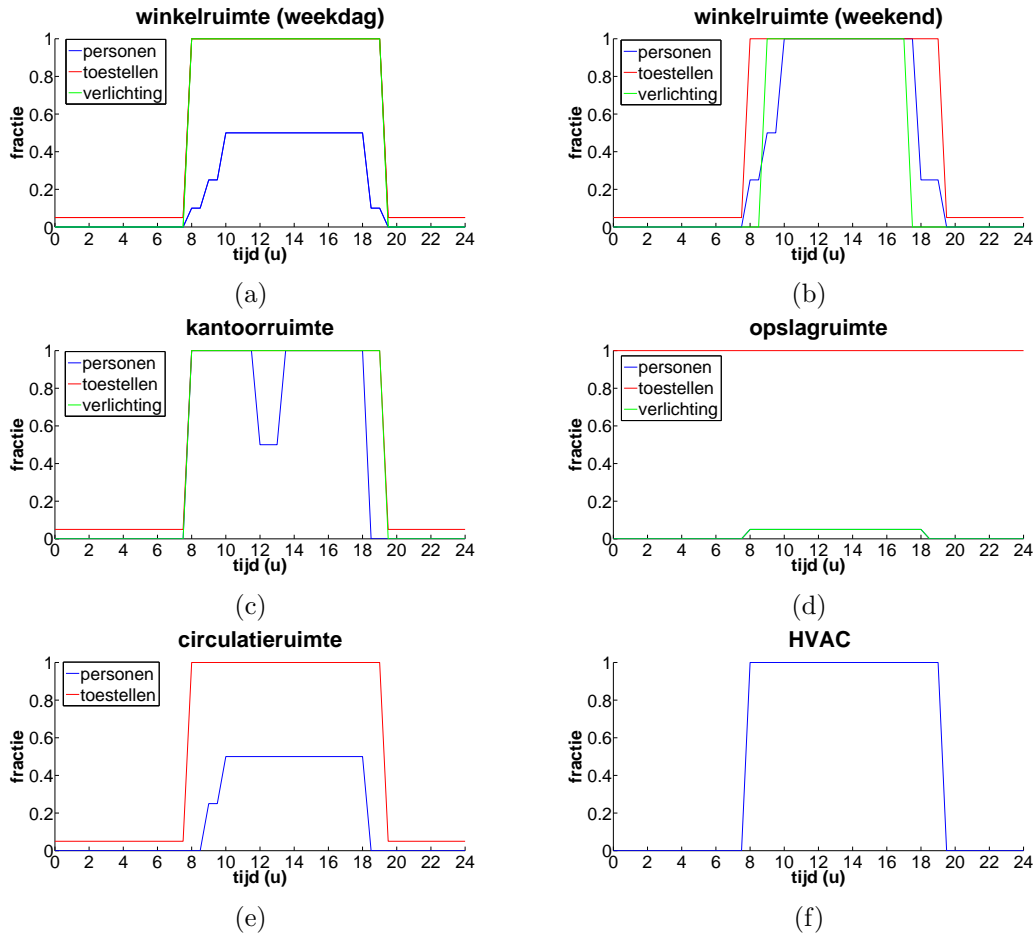 winkelruimte (weekdag)
fractie
1
0.8
0.6
0.4
0.2
0
personen
toestellen
verlichting
0 2 4 6 8 10 12 14 16 18 20 22 24
tijd (u)
(a)
winkelruimte (weekend)
fractie
1
0.8
0.6
0.4
0.2
0
personen
toestellen
verlichting
0 2 4 6 8 10 12 14 16 18 20 22 24
tijd (u)
(b)
kantoorruimte
fractie
1
0.8
0.6
0.4
0.2
0
personen
toestellen
verlichting
0 2 4 6 8 10 12 14 16 18 20 22 24
tijd (u)
(c)
opslagruimte
fractie
1
0.8
0.6
0.4
0.2
0
personen
toestellen
verlichting
0 2 4 6 8 10 12 14 16 18 20 22 24
tijd (u)
(d)
circulatieruimte
fractie
1
0.8
0.6
0.4
0.2
0
personen
toestellen
0 2 4 6 8 10 12 14 16 18 20 22 24
tijd (u)
(e)
HVAC
fractie
1
0.8
0.6
0.4
0.2
0
0 2 4 6 8 10 12 14 16 18 20 22 24
tijd (u)
(f)